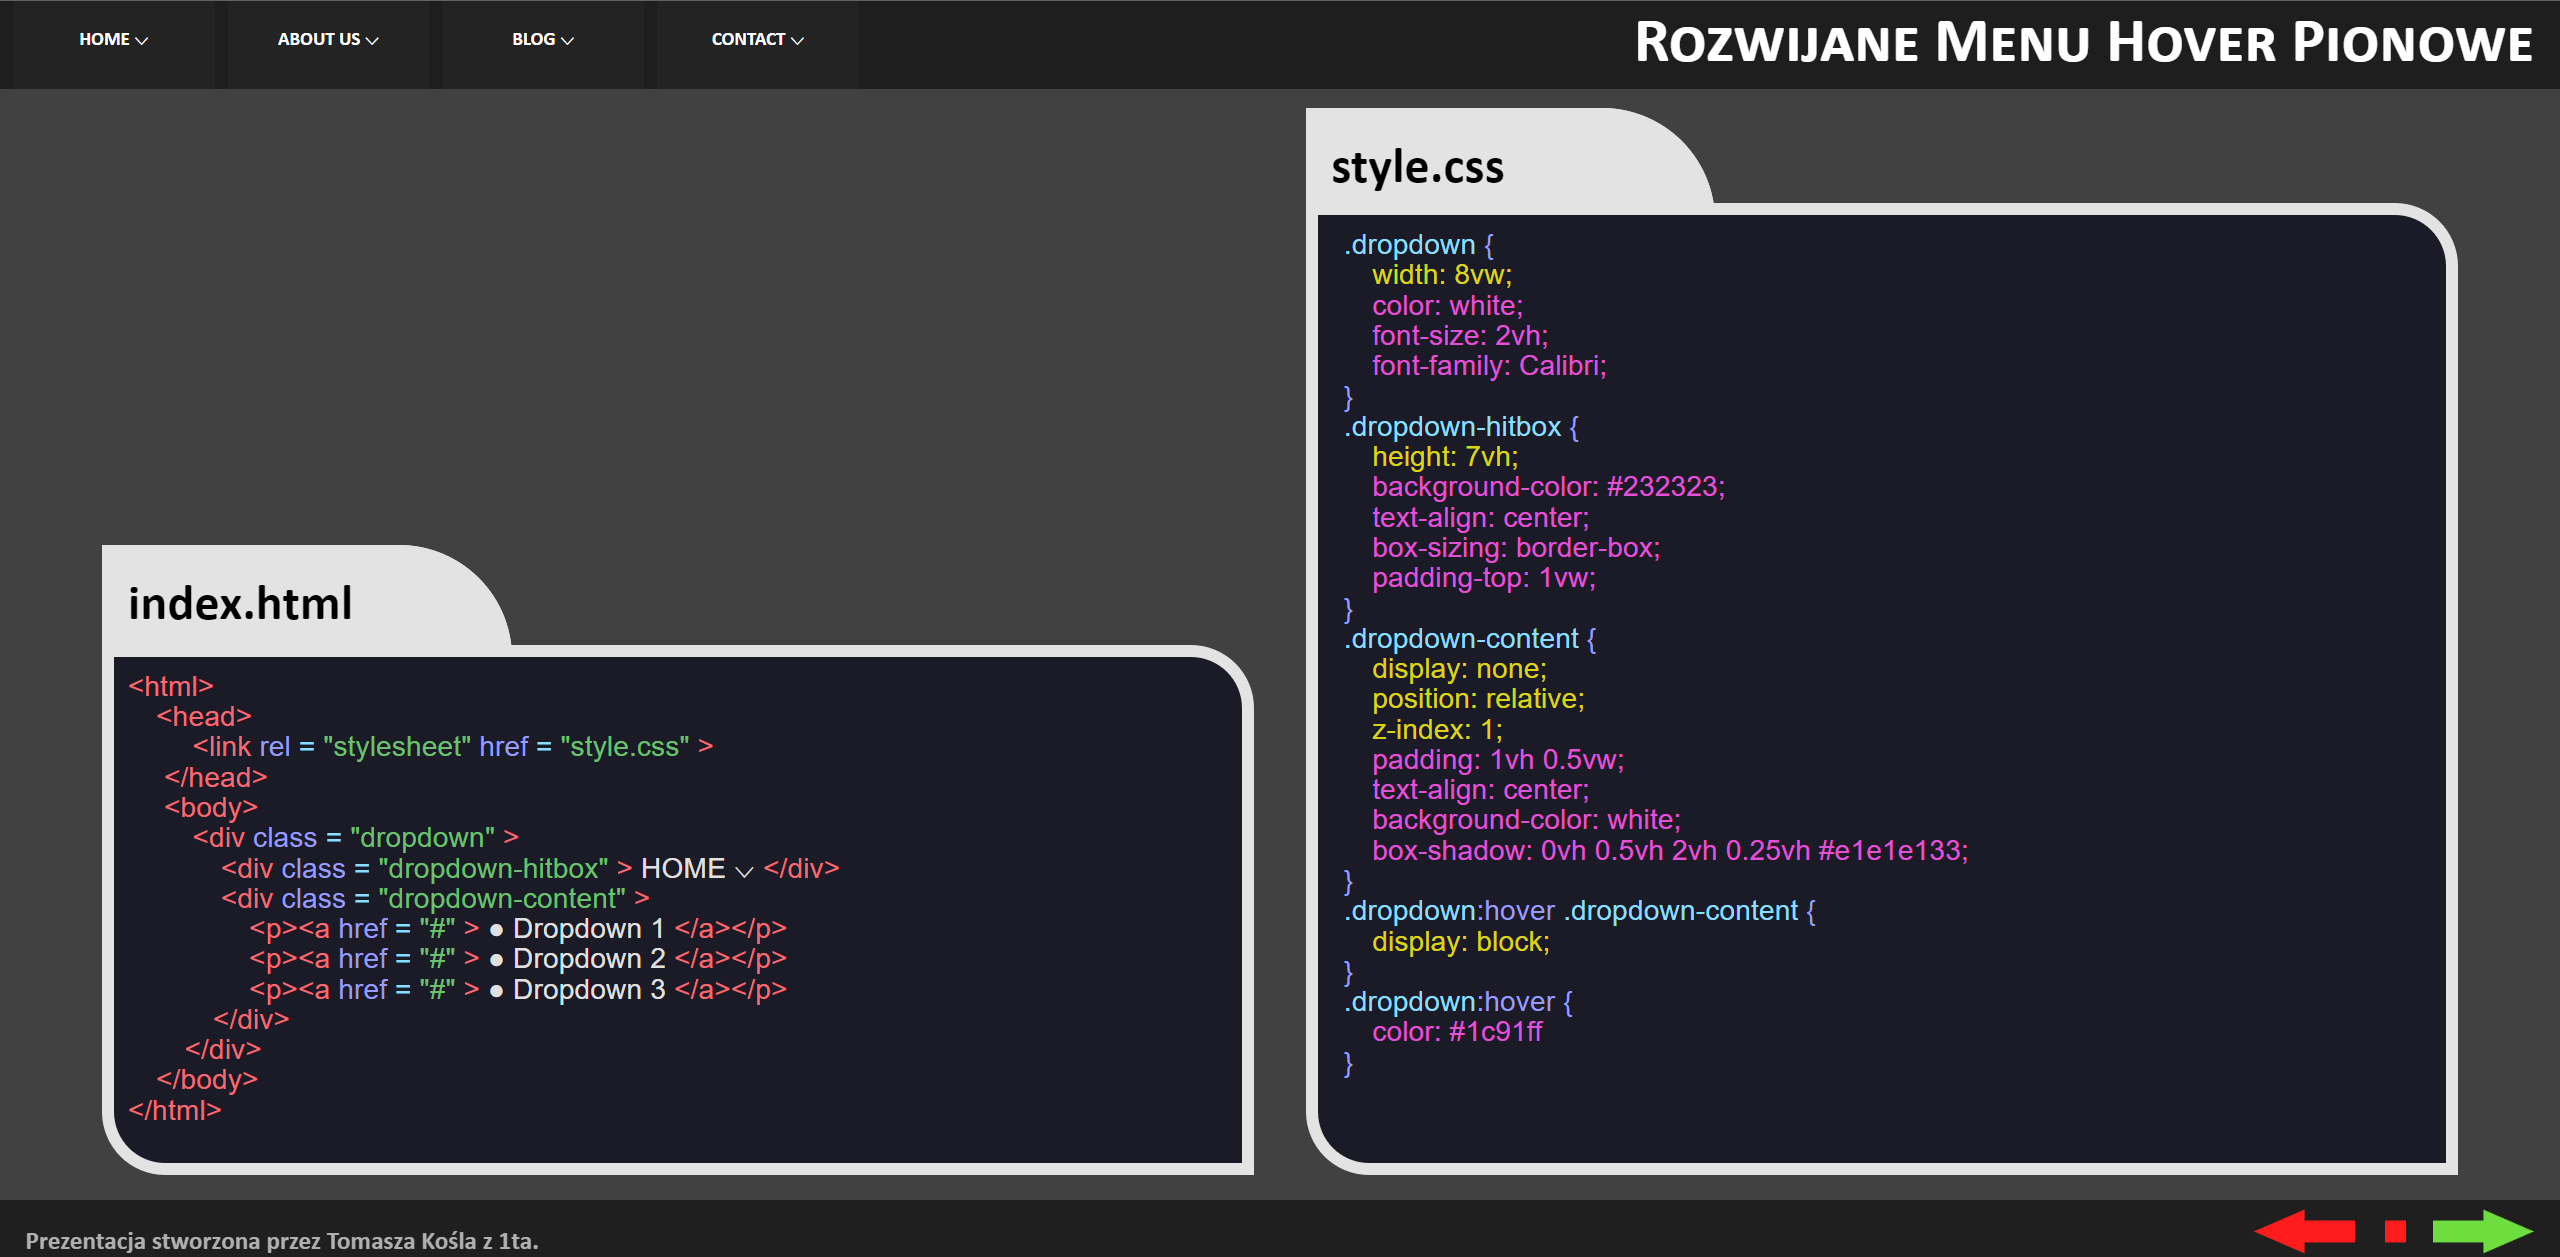 HOME ⌵
ABOUT US ⌵
BLOG ⌵
CONTACT ⌵
Rozwijane Menu Hover Pionowe
index.html
<html>
<head>
<link rel = "stylesheet" href = "style.css" >
</head>
<body>
<div class = "dropdown" >
<div class = "dropdown-hitbox" > HOME ⌵ </div>
<div class = "dropdown-content" >
<p><a href = "#" > ● Dropdown 1 </a></p>
<p><a href = "#" > ● Dropdown 2 </a></p>
<p><a href = "#" > ● Dropdown 3 </a></p>
</div>
</div>
</body>
</html>
style.css
.dropdown {
width: 8vw;
color: white;
font-size: 2vh;
font-family: Calibri;
}
.dropdown-hitbox {
height: 7vh;
background-color: #232323;
text-align: center;
box-sizing: border-box;
padding-top: 1vw;
}
.dropdown-content {
display: none;
position: relative;
z-index: 1;
padding: 1vh 0.5vw;
text-align: center;
background-color: white;
box-shadow: 0vh 0.5vh 2vh 0.25vh #e1e1e133;
}
.dropdown:hover .dropdown-content {
display: block;
}
.dropdown:hover {
color: #1c91ff
}
Prezentacja stworzona przez Tomasza Kośla z 1ta.